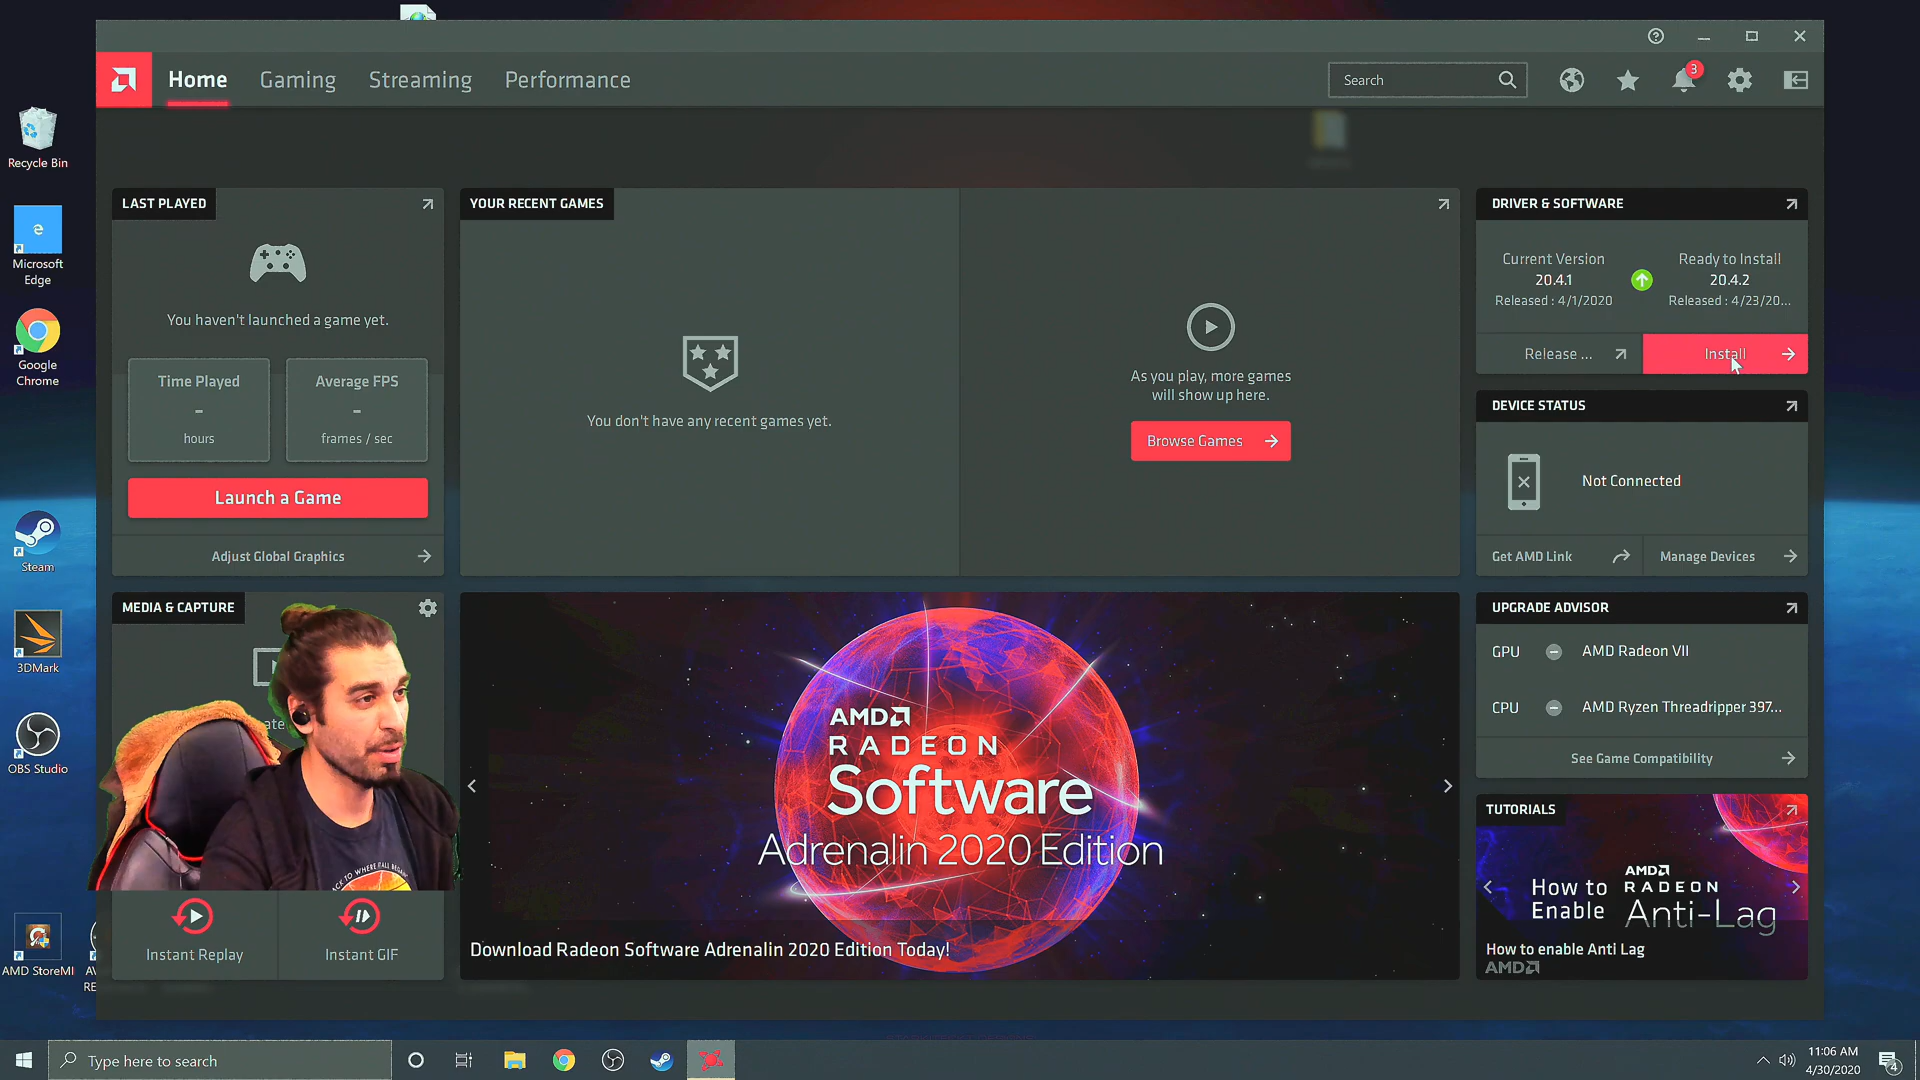 Home
Gaming
Streaming
Performance
Search
3
Recycle Bin
Microsoft
Edge
Google
Chrome
Steam
3DMark
OBS Studio
AMD StoreMI
LAST PLAYED
You haven't launched a game yet.
Time Played
-
hours
Average FPS
-
frames / sec
Launch a Game
Adjust Global Graphics
YOUR RECENT GAMES
You don't have any recent games yet.
As you play, more games
will show up here.
Browse Games
DRIVER & SOFTWARE
Current Version
20.4.1
Released : 4/1/2020
Ready to Install
20.4.2
Released : 4/23/20...
Release ...
Install
DEVICE STATUS
Not Connected
Get AMD Link
Manage Devices
MEDIA & CAPTURE
Instant Replay
Instant GIF
AMD
RADEON
Software
Adrenalin 2020 Edition
Download Radeon Software Adrenalin 2020 Edition Today!
UPGRADE ADVISOR
GPU
AMD Radeon VII
CPU
AMD Ryzen Threadripper 397...
See Game Compatibility
TUTORIALS
How to
Enable
AMD
RADEON
Anti-Lag
How to enable Anti Lag
AMD
Type here to search
11:06 AM
4/30/2020
4